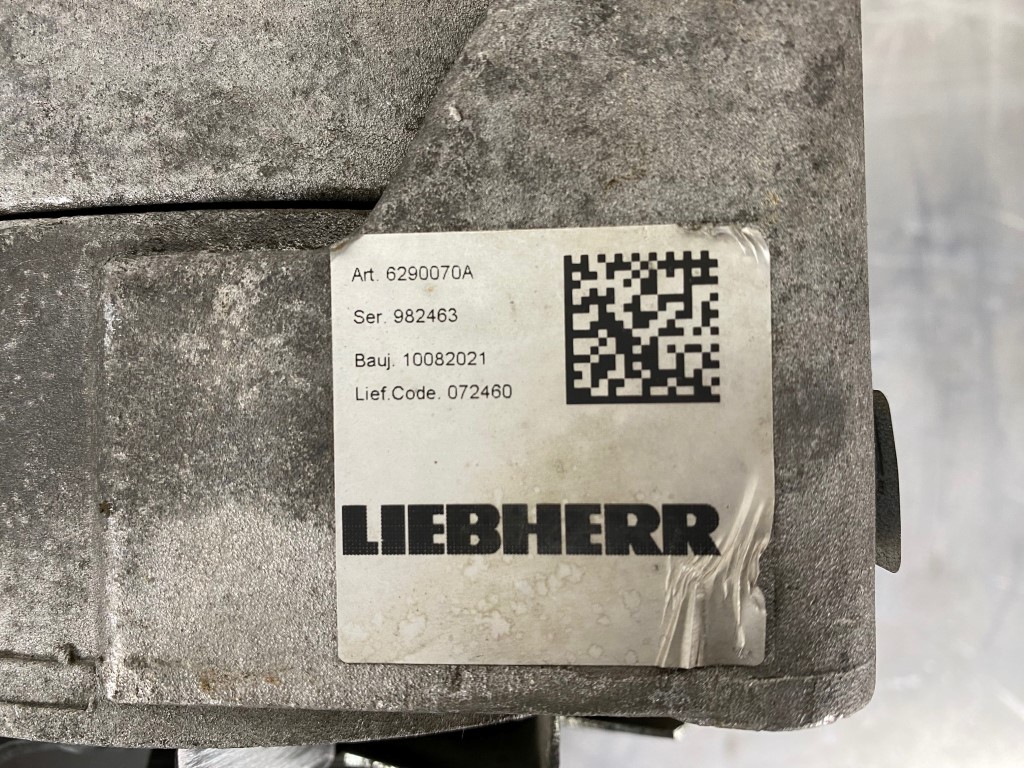 Art. 6290070A
Ser. 982463
Bauj. 10082021
Lief.Code. 072460
LIEBHERR